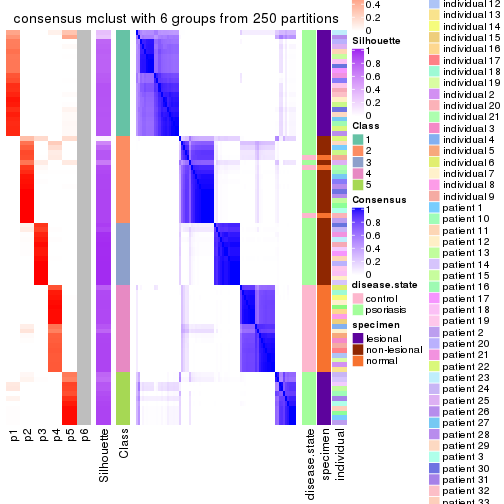 consensus mclust with 6 groups from 250 partitions
p1
p2
p3
p4
p5
p6
Silhouette
Class
disease.state
specimen
individual
0.4
0.2
0
Silhouette
1
0.8
0.6
0.4
0.2
0
Class
1
2
3
4
5
Consensus
1
0.8
0.6
0.4
0.2
0
disease.state
control
psoriasis
specimen
lesional
non-lesional
normal
individual 12
individual 13
individual 14
individual 15
individual 16
individual 17
individual 18
individual 19
individual 2
individual 20
individual 21
individual 3
individual 4
individual 5
individual 6
individual 7
individual 8
individual 9
patient 1
patient 10
patient 11
patient 12
patient 13
patient 14
patient 15
patient 16
patient 17
patient 18
patient 19
patient 2
patient 20
patient 21
patient 22
patient 23
patient 24
patient 25
patient 26
patient 27
patient 28
patient 29
patient 3
patient 30
patient 31
patient 32
patient 33